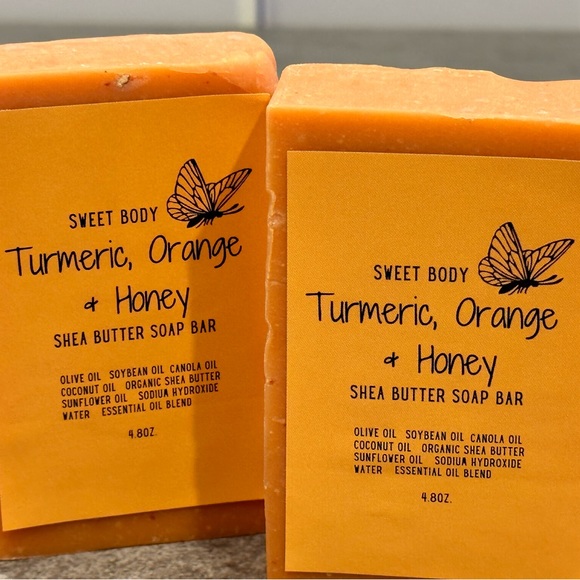 SWEET BODY
Turmeric, Orange
& Honey
SHEA BUTTER SOAP BAR
OLIVE OIL SOYBEAN OIL CANOLA OIL
COCONUT OIL ORGANIC SHEA BUTTER
SUNFLOWER OIL SODIUA HYDROXIDE
WATER ESSENTIAL OIL BLEND
4.8OZ.
SWEET BODY
Turmeric, Orange
& Honey
SHEA BUTTER SOAP BAR
OLIVE OIL SOYBEAN OIL CANOLA OIL
COCONUT OIL ORGANIC SHEA BUTTER
SUNFLOWER OIL SODIUA HYDROXIDE
WATER ESSENTIAL OIL BLEND
4.8OZ.